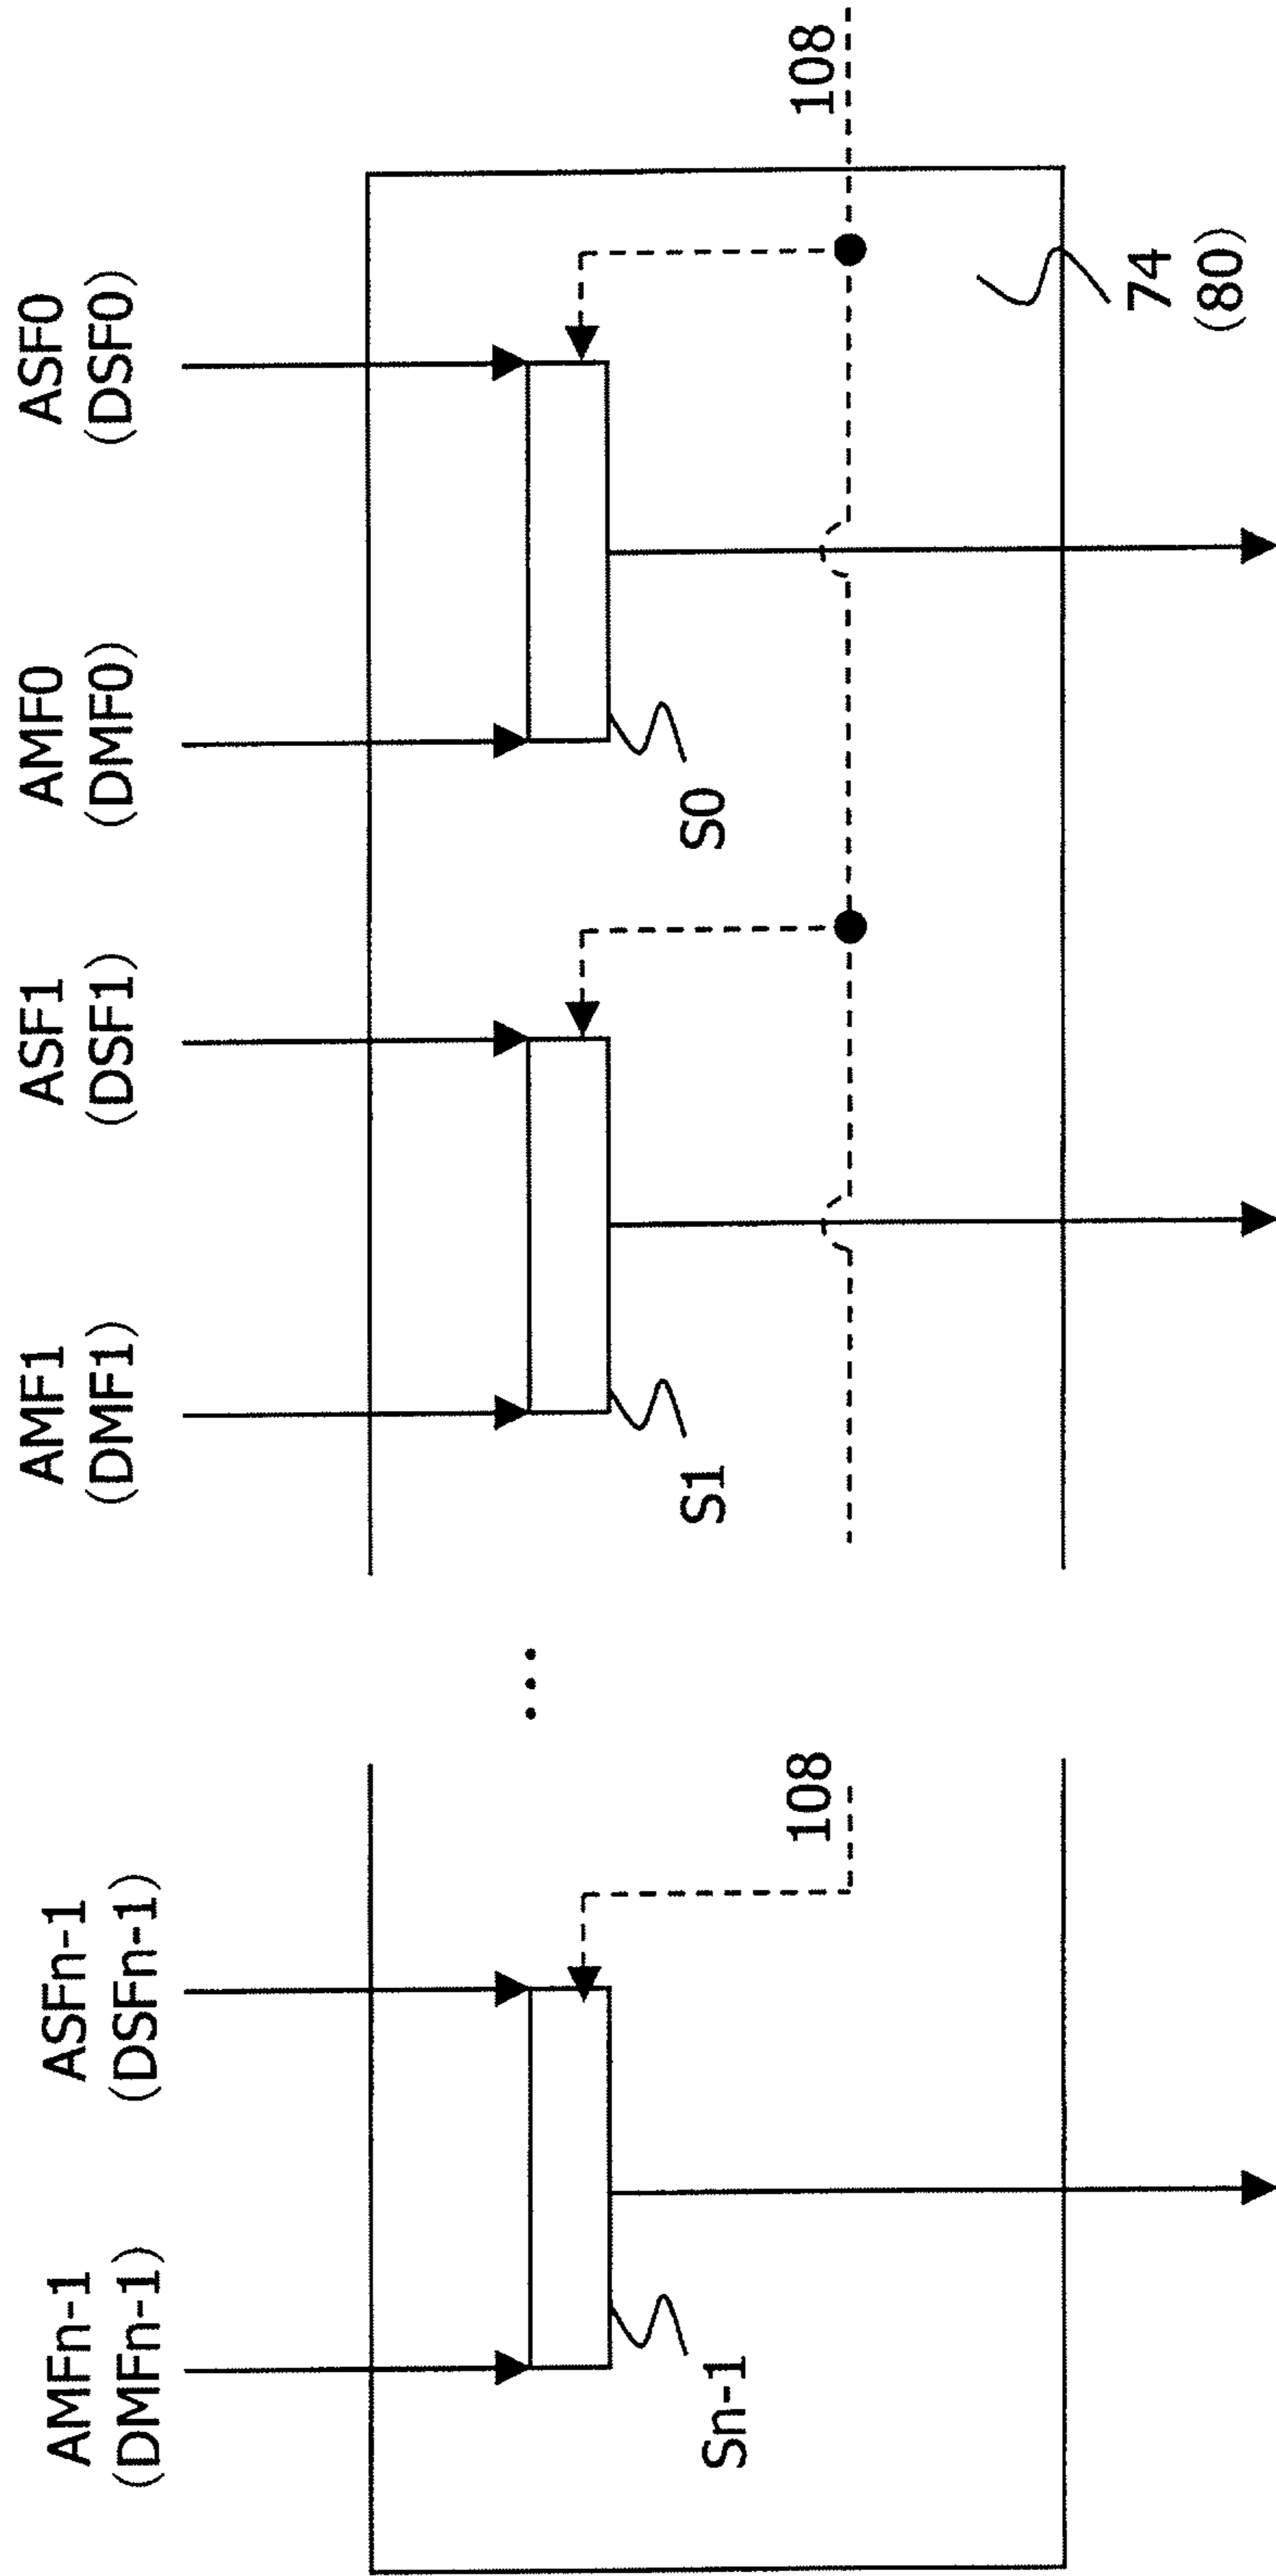 AMFn-1
(DMFn-1)
ASFn-1
(DSFn-1)
AMF1
(DMF1)
ASF1
(DSF1)
AMF0
(DMF0)
ASF0
(DSF0)
...
Sn-1
S1
S0
108
108
74
(80)